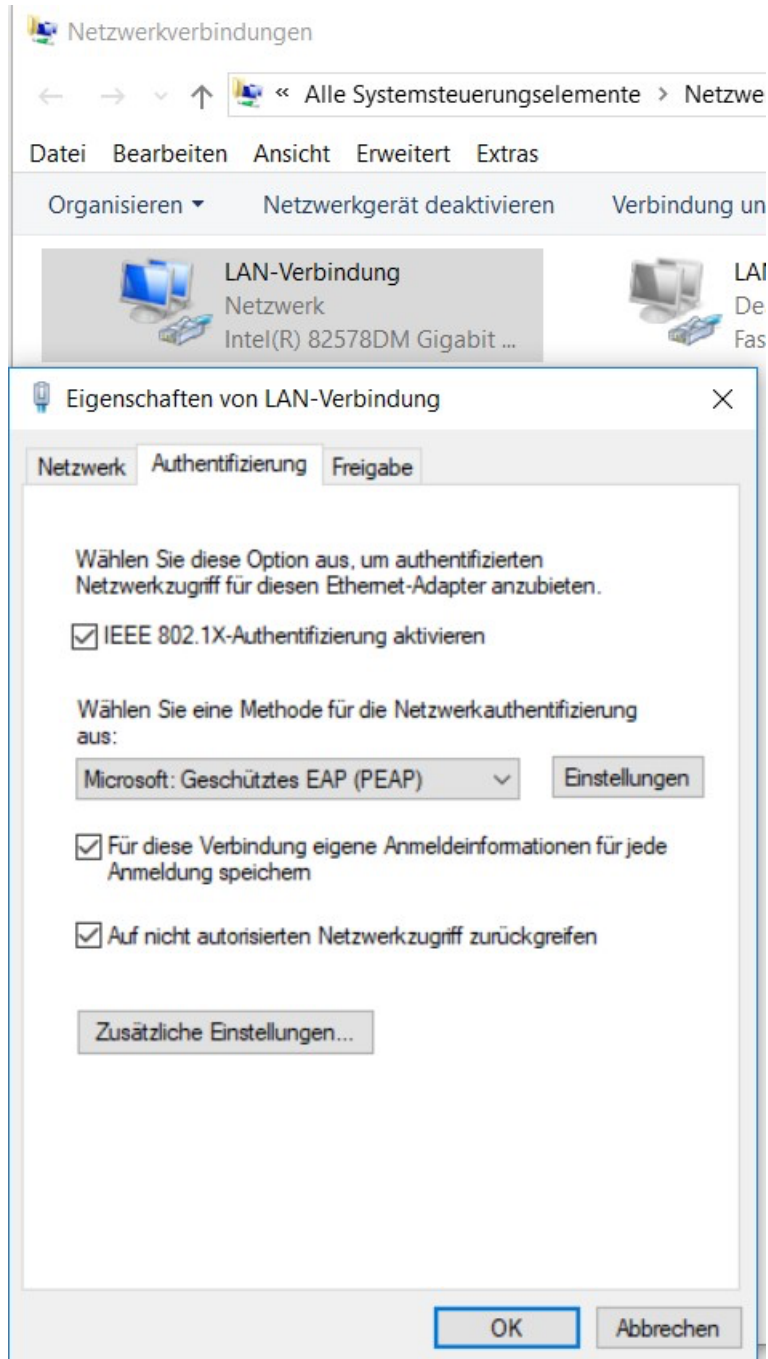 Netzwerkverbindungen
« Alle Systemsteuerungselemente > Netzwe
Datei Bearbeiten Ansicht Erweitert Extras
Organisieren Netzwerkgerät deaktivieren Verbindung un
LAN-Verbindung
Netzwerk
Intel(R) 82578DM Gigabit ...
LAN
De
Fas
Eigenschaften von LAN-Verbindung
Netzwerk Authentifizierung Freigabe
Wählen Sie diese Option aus, um authentifizierten
Netzwerkzugriff für diesen Ethernet-Adapter anzubieten.
IEEE 802.1X-Authentifizierung aktivieren
Wählen Sie eine Methode für die Netzwerkauthentifizierung
aus:
Microsoft: Geschütztes EAP (PEAP) Einstellungen
Für diese Verbindung eigene Anmeldeinformationen für jede
Anmeldung speichern
Auf nicht autorisierten Netzwerkzugriff zurückgreifen
Zusätzliche Einstellungen...
OK Abbrechen